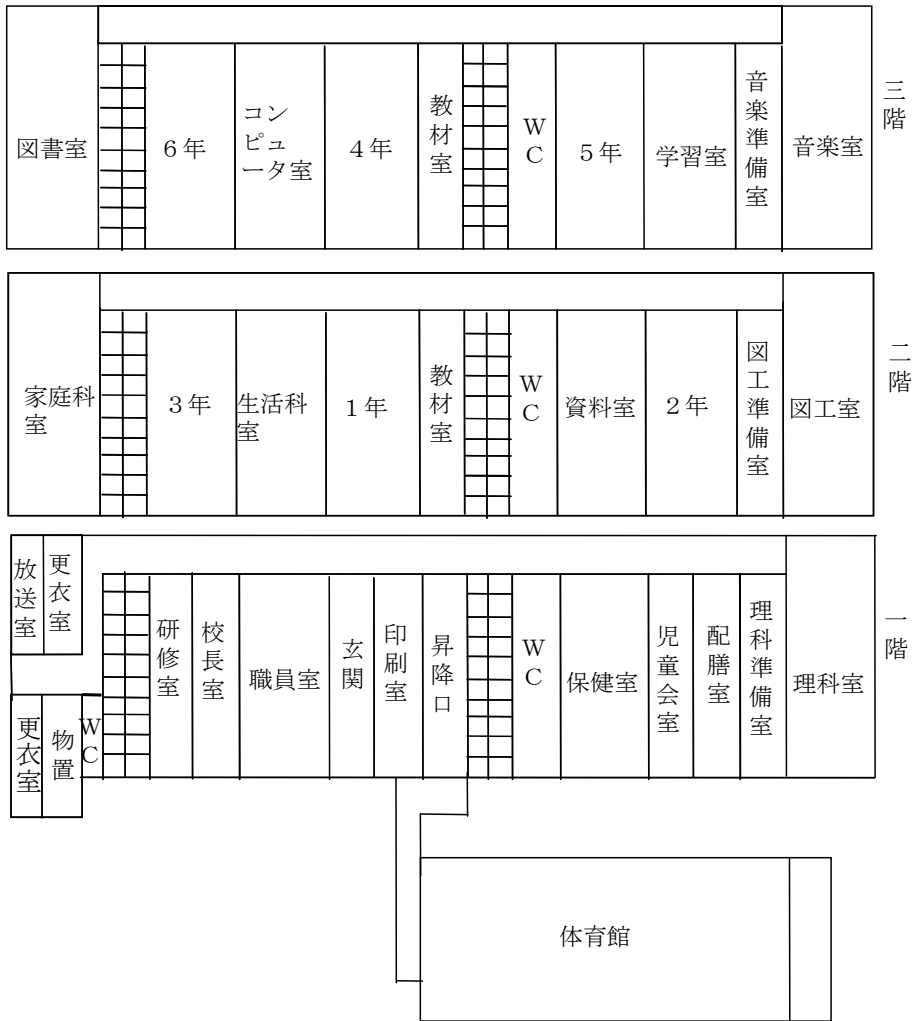 図書室
6年
コン
ピュ
ータ室
4年
教材室
WC
5年
学習室
音楽準備室
音楽室
三階
家庭科
室
3年
生活科
室
1年
教材室
WC
資料室
2年
図工準備室
図工室
二階
放送室
更衣室
更衣室
物置
WC
研修室
校長室
職員室
玄関
印刷室
昇降口
WC
保健室
児童会室
配膳室
理科準備室
理科室
一階
体育館